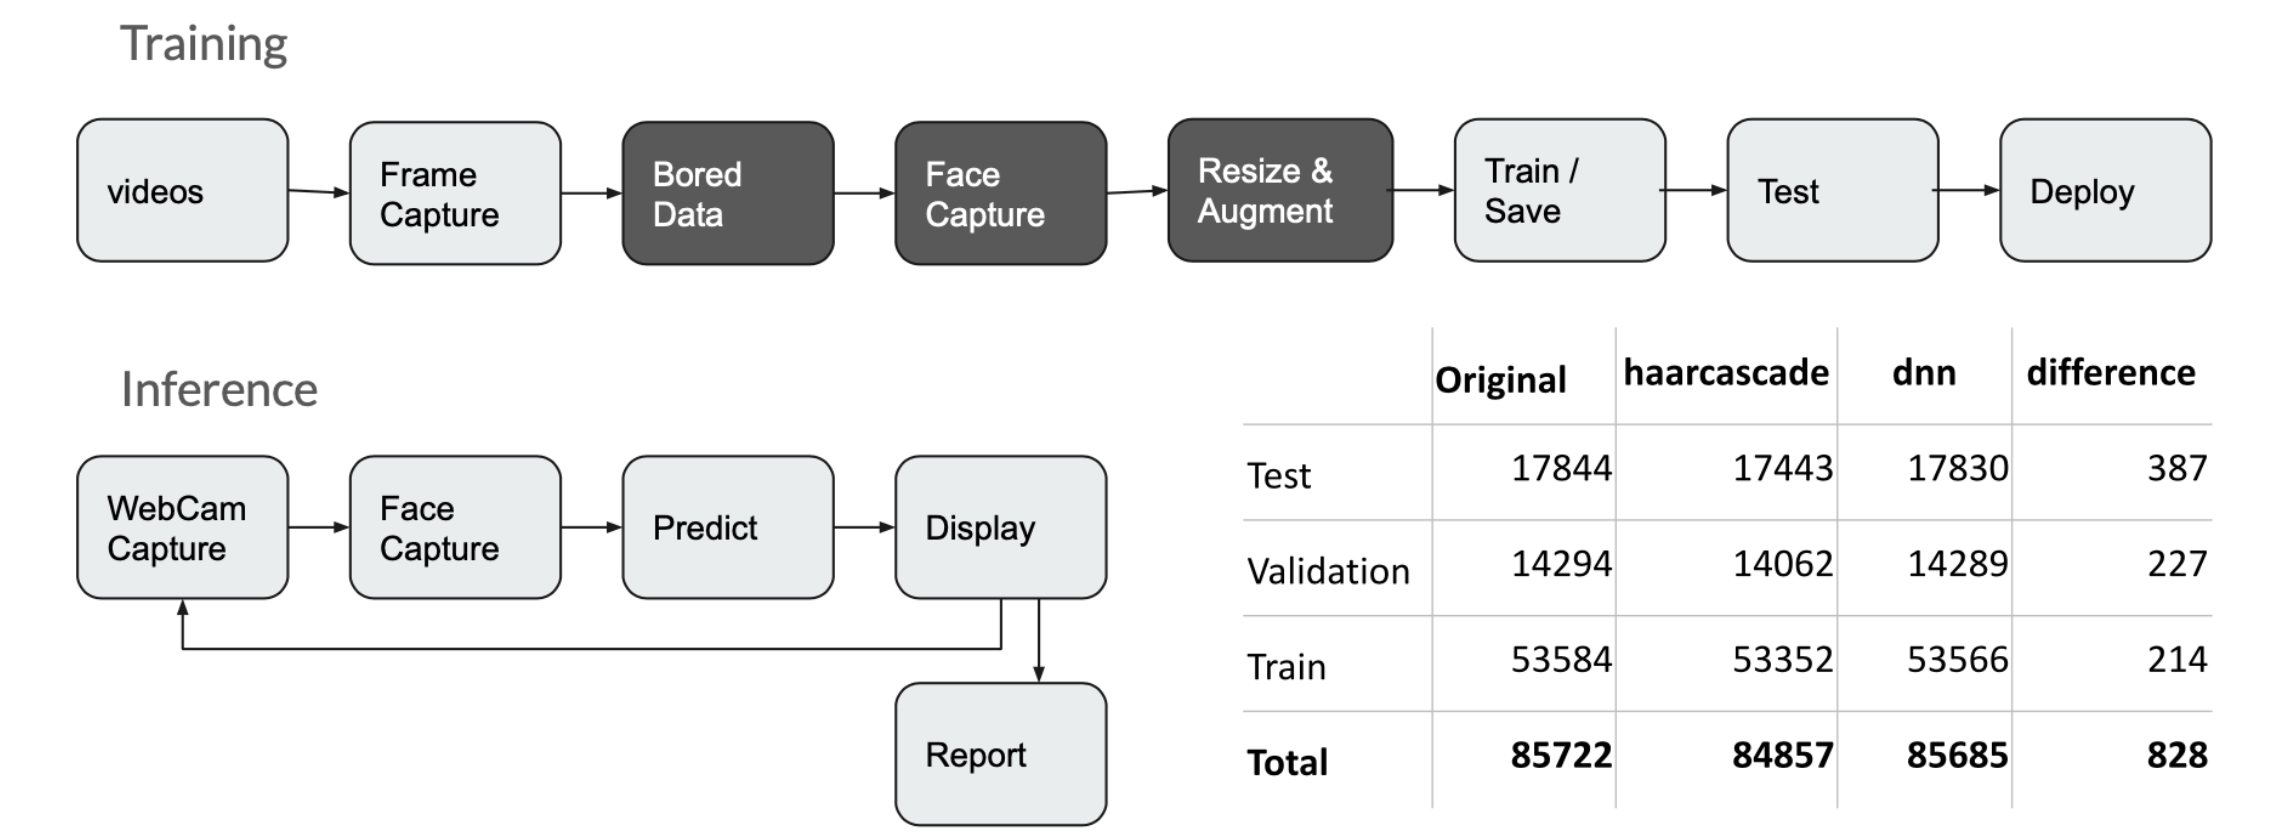 Training
videos
Frame
Capture
Bored
Data
Face
Capture
Resize &
Augment
Train /
Save
Test
Deploy
Inference
WebCam
Capture
Face
Capture
Predict
Display
Report
Original haarcascade dnn difference
Test 17844 17443 17830 387
Validation 14294 14062 14289 227
Train 53584 53352 53566 214
Total 85722 84857 85685 828